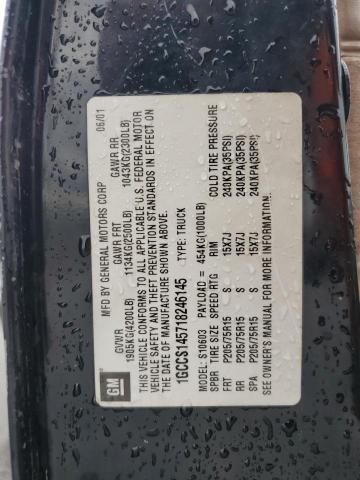 GM
MFD BY GENERAL MOTORS CORP 06/01
GVWR GAWR FRT GAWR RR
1905KG(4200LB) 1134KG(2500LB) 1043KG(2300LB)
THIS VEHICLE CONFORMS TO ALL APPLICABLE U.S. FEDERAL MOTOR
VEHICLE SAFETY AND THEFT PREVENTION STANDARDS IN EFFECT ON
THE DATE OF MANUFACTURE SHOWN ABOVE.
1GCCS145718246145 TYPE: TRUCK
MODEL: S10603 PAYLOAD = 454KG(1000LB)
SPBR TIRE SIZE SPEED RTG RIM COLD TIRE PRESSURE
FRT P205/75R15 S 15X7J 240KPA(35PSI)
RR P205/75R15 S 15X7J 240KPA(35PSI)
SPA P205/75R15 S 15X7J 240KPA(35PSI)
SEE OWNER'S MANUAL FOR MORE INFORMATION.